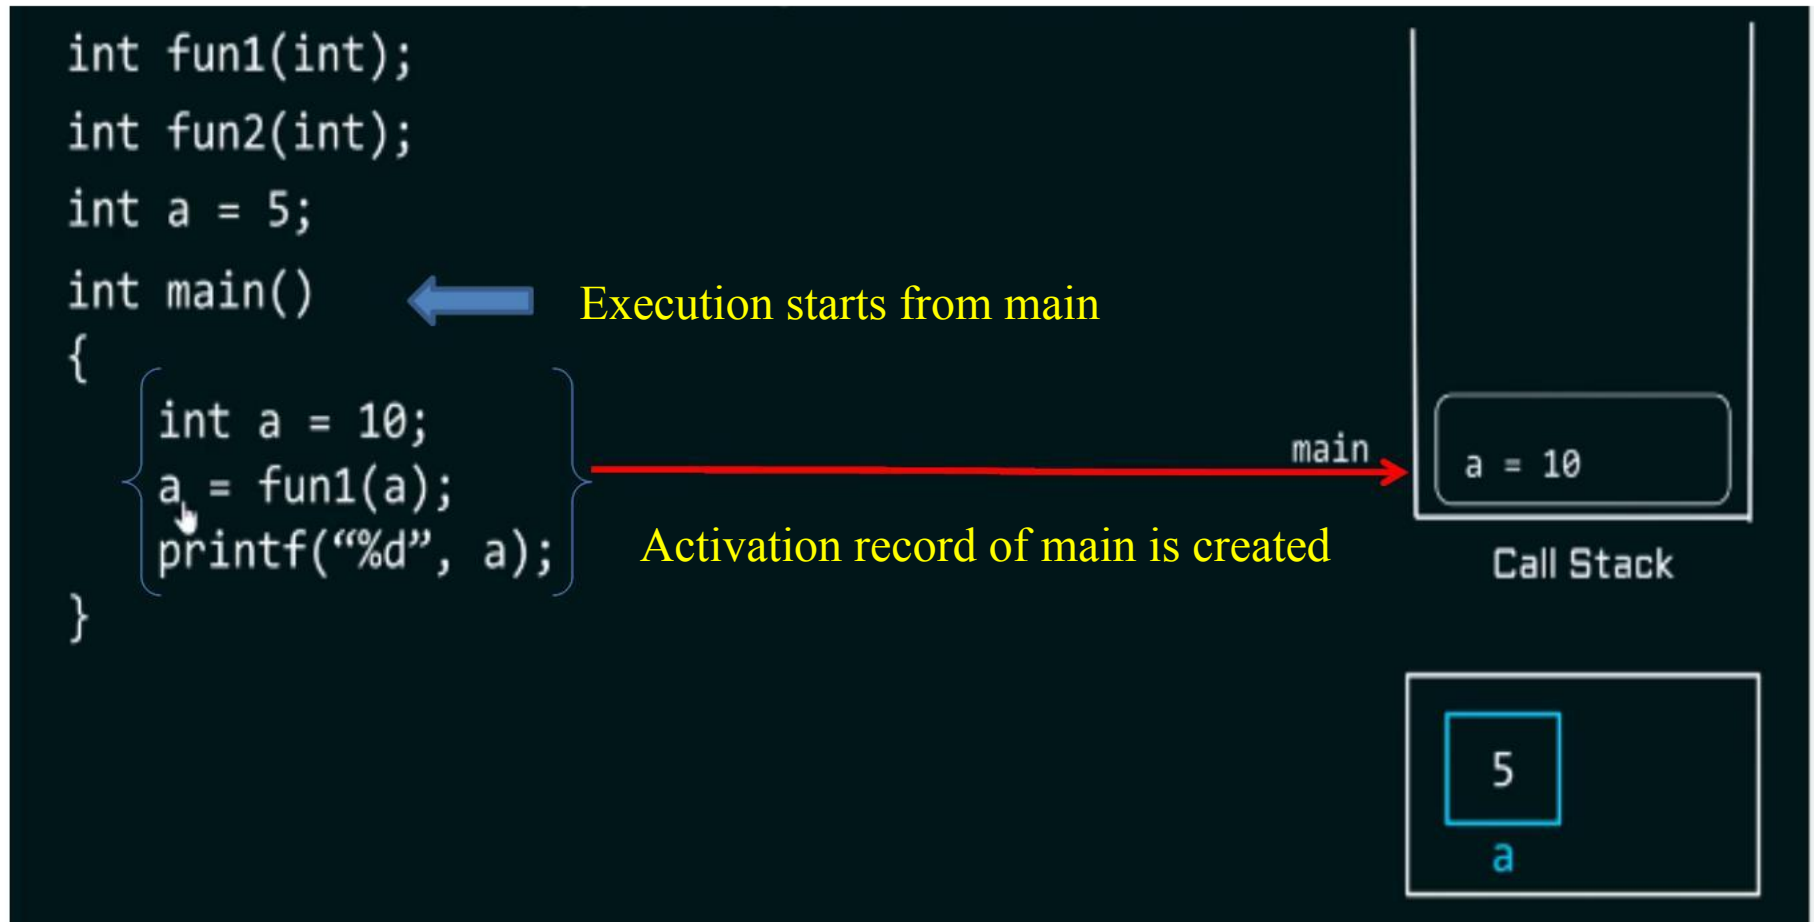 int fun1(int);
int fun2(int);
int a = 5;
int main()
Execution starts from main
{
int a = 10;
a = fun1(a);
printf(“%d”, a);
}
Activation record of main is created
main
a = 10
Call Stack
5
a